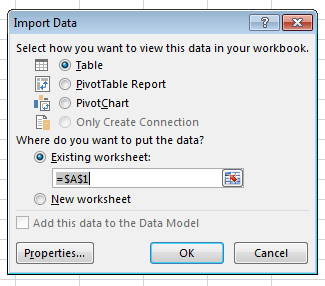 Import Data
?
Select how you want to view this data in your workbook.
Table
PivotTable Report
PivotChart
Only Create Connection
Where do you want to put the data?
Existing worksheet:
=$A$1
New worksheet
Add this data to the Data Model
Properties... OK Cancel